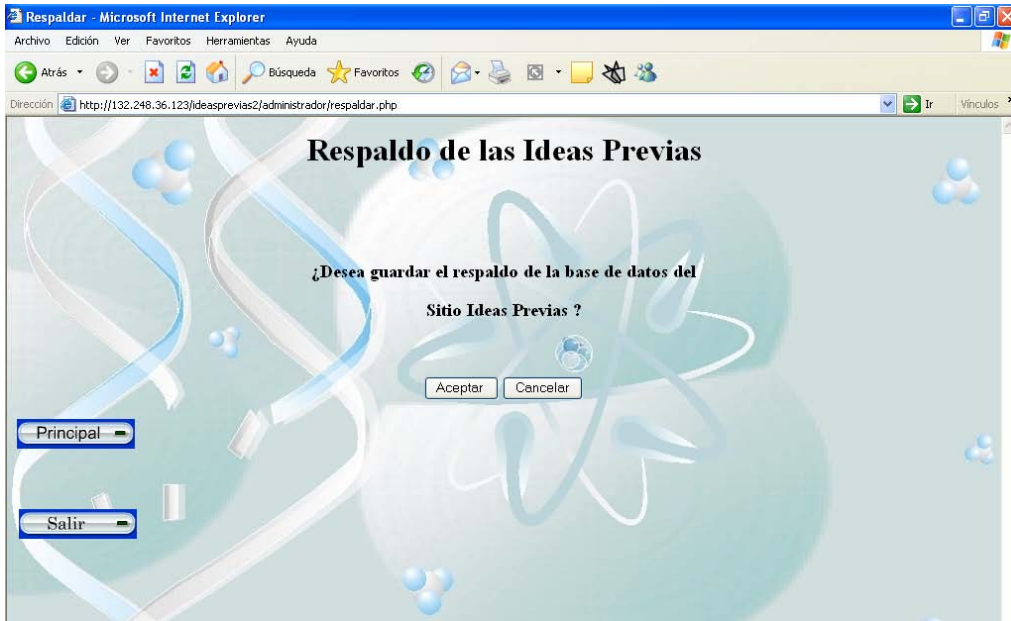 Respaldar - Microsoft Internet Explorer
Archivo Edición Ver Favoritos Herramientas Ayuda
Atrás Búsqueda Favoritos
Dirección http://132.248.36.123/ideasprevias2/administrador/respaldar.php Ir Vínculos »
Respaldo de las Ideas Previas
¿Desea guardar el respaldo de la base de datos del
Sitio Ideas Previas ?
Aceptar Cancelar
Principal
Salir